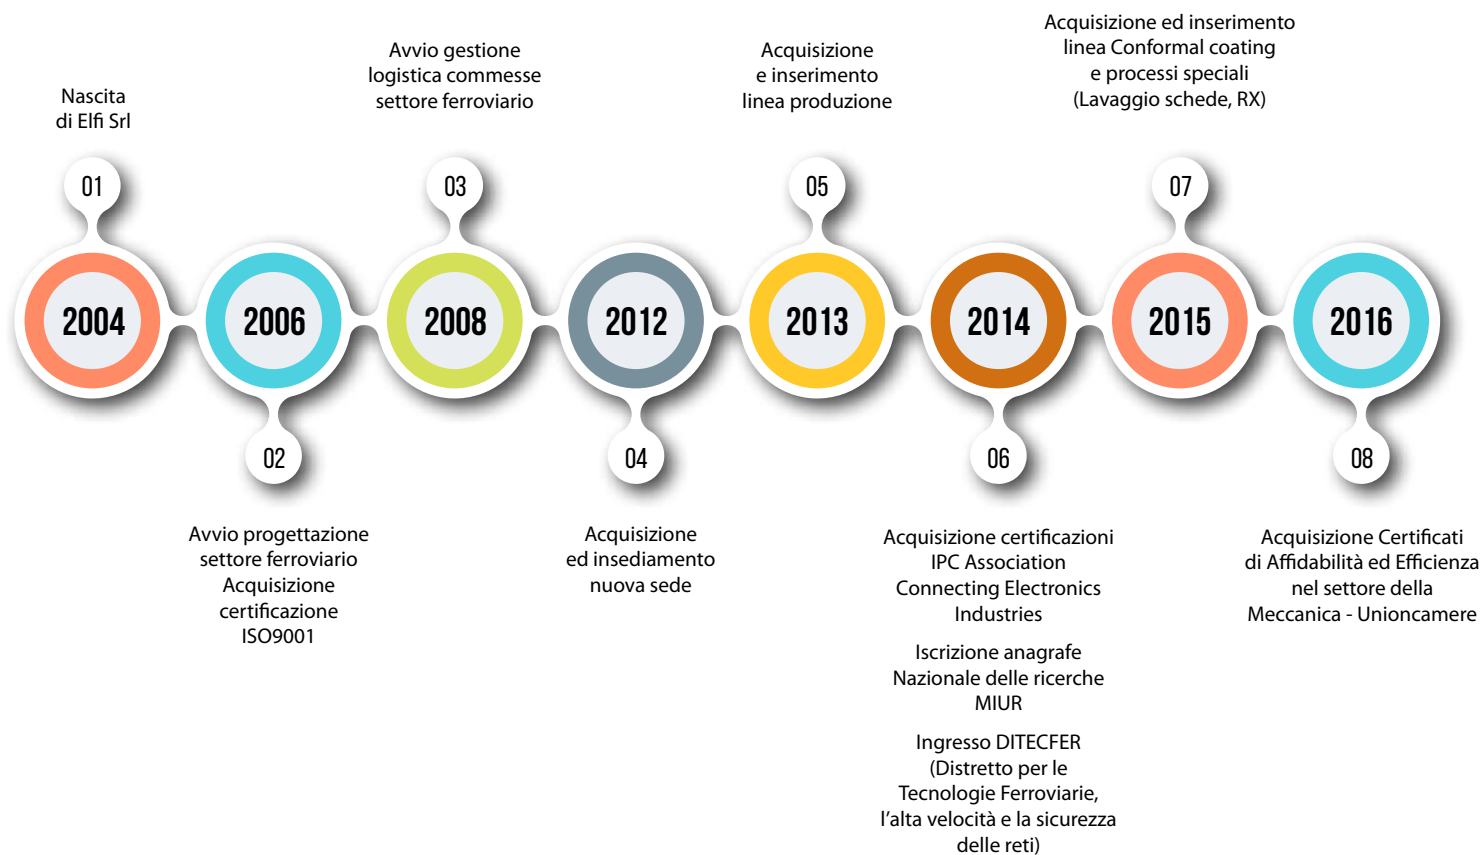 Nascita
di Elfi Srl
01
2004
2006
02
Avvio progettazione
settore ferroviario
Acquisizione
certificazione
ISO9001
Avvio gestione
logistica commesse
settore ferroviario
03
2008
2012
04
Acquisizione
ed insediamento
nuova sede
Acquisizione
e inserimento
linea produzione
05
2013
2014
06
Acquisizione certificazioni
IPC Association
Connecting Electronics
Industries
Iscrizione anagrafe
Nazionale delle ricerche
MIUR
Ingresso DITECFER
(Distretto per le
Tecnologie Ferroviarie,
l'alta velocità e la sicurezza
delle reti)
Acquisizione ed inserimento
linea Conformal coating
e processi speciali
(Lavaggio schede, RX)
07
2015
2016
08
Acquisizione Certificati
di Affidabilità ed Efficienza
nel settore della
Meccanica - Unioncamere